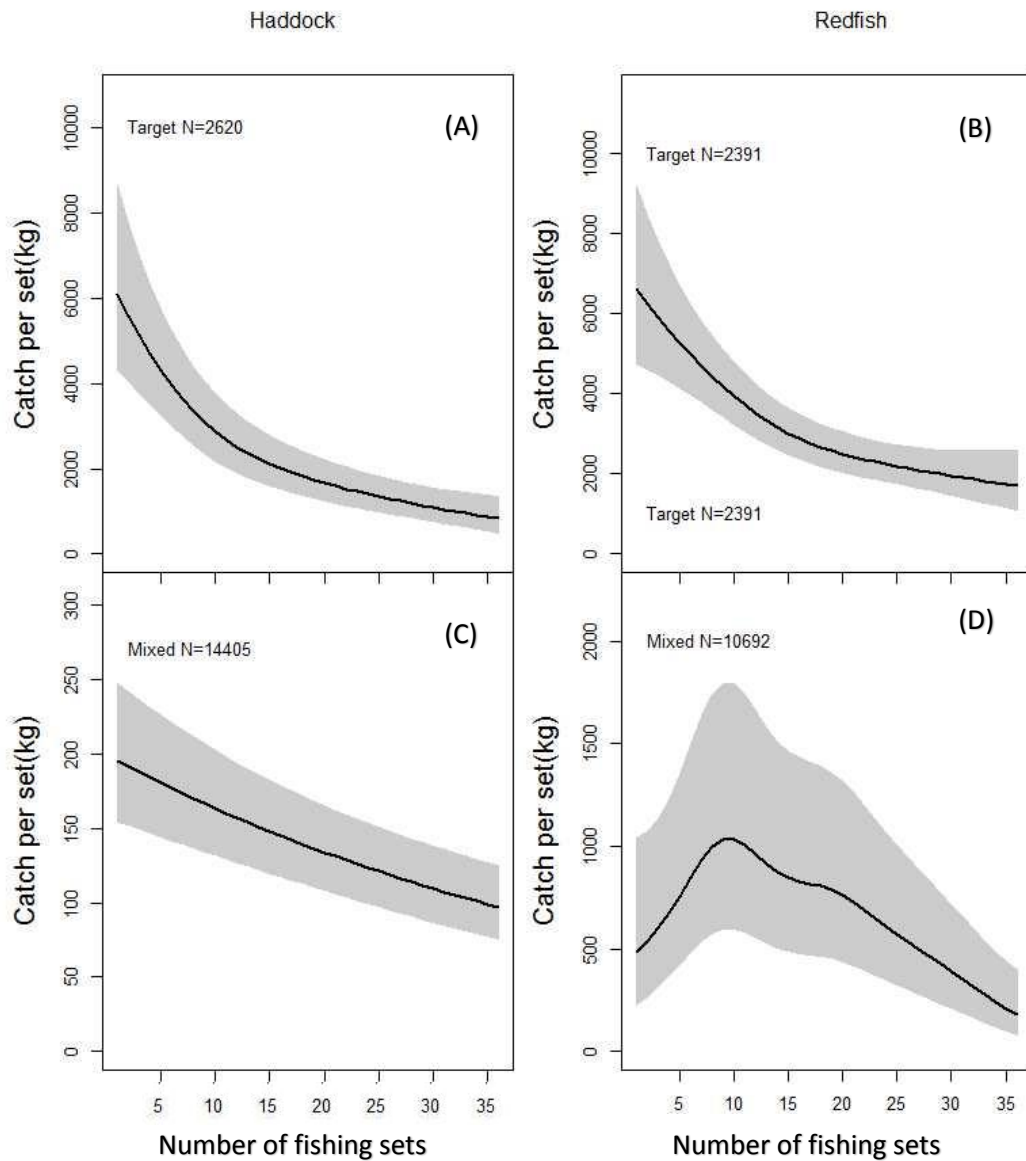 Haddock
Redfish
Target N=2620
(A)
Catch per set(kg)
0
2000
4000
6000
8000
10000
Target N=2391
(B)
Target N=2391
Catch per set(kg)
0
2000
4000
6000
8000
10000
Mixed N=14405
(C)
Catch per set(kg)
0
50
100
150
200
250
300
5 10 15 20 25 30 35
Number of fishing sets
Mixed N=10692
(D)
Catch per set(kg)
0
500
1000
1500
2000
5 10 15 20 25 30 35
Number of fishing sets